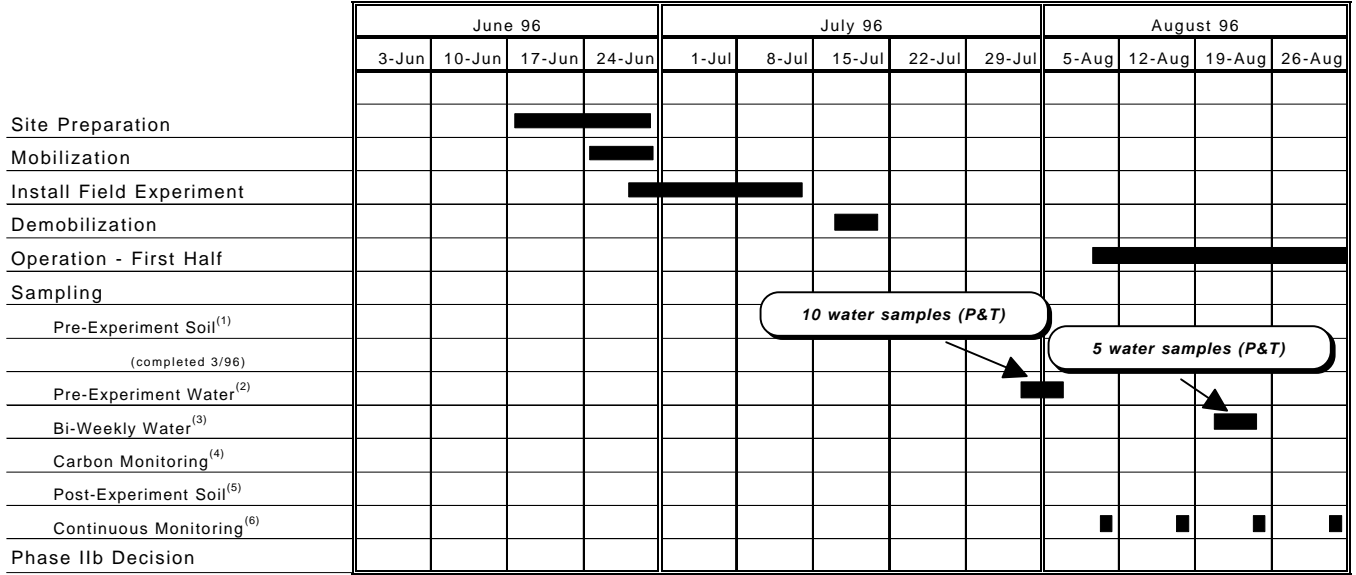 June 96 July 96 August 96
3-Jun 10-Jun 17-Jun 24-Jun 1-Jul 8-Jul 15-Jul 22-Jul 29-Jul 5-Aug 12-Aug 19-Aug 26-Aug
Site Preparation
Mobilization
Install Field Experiment
Demobilization
Operation - First Half
Sampling
Pre-Experiment Soil(1)
10 water samples (P&T)
(completed 3/96)
5 water samples (P&T)
Pre-Experiment Water(2)
Bi-Weekly Water(3)
Carbon Monitoring(4)
Post-Experiment Soil(5)
Continuous Monitoring(6)
Phase IIb Decision